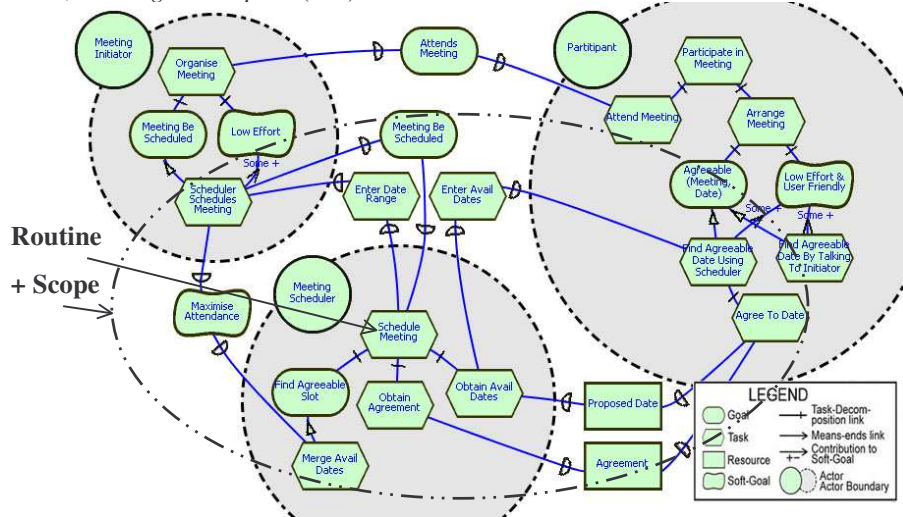 Meeting
Initiator
Organise
Meeting
Attends
Meeting
Partitipant
Participate in
Meeting
Meeting Be
Scheduled
Low Effort
Meeting Be
Scheduled
Attend Meeting
Arrange
Meeting
Some +
Scheduler
Schedules
Meeting
Enter Date
Range
Enter Avail
Dates
Agreeable
(Meeting,
Date)
Low Effort &
User Friendly
Some +
Some +
Routine
+ Scope
Find Agreeable
Date Using
Scheduler
Find Agreeable
Date By Talking
To Initiator
Meeting
Scheduler
Maximise
Attendance
Schedule
Meeting
Agree To Date
Find Agreeable
Slot
Obtain
Agreement
Obtain Avail
Dates
Proposed Date
Merge Avail
Dates
Agreement
LEGEND
Goal
Task
Resource
Soft-Goal
Task-Decom-
position link
Means-ends link
Contribution to
Soft-Goal
Actor
Actor Boundary